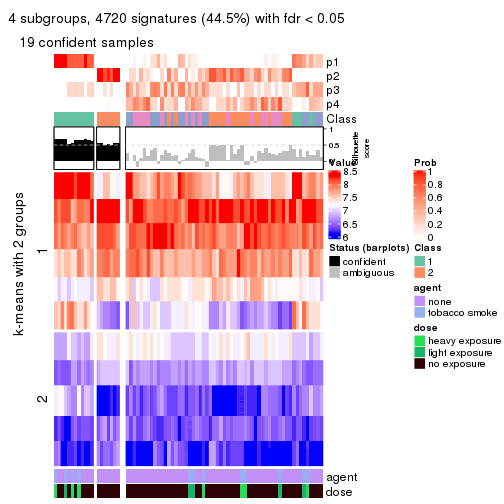 4 subgroups, 4720 signatures (44.5%) with fdr < 0.05
19 confident samples
p1
p2
p3
p4
Class
1
0.5
0
Silhouette
score
k-means with 2 groups
1
2
Value
8.5
8
7.5
7
6.5
6
Prob
1
0.8
0.6
0.4
0.2
0
Status (barplots)
confident
ambiguous
Class
1
2
agent
none
tobacco smoke
dose
heavy exposure
light exposure
no exposure
agent
dose